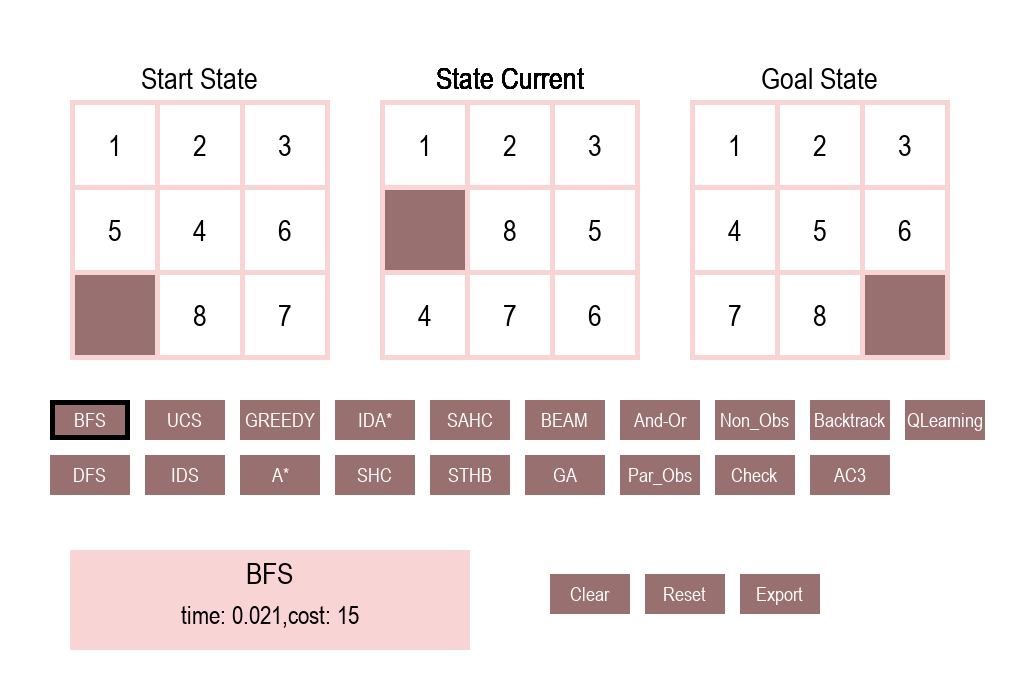 Start State State Current Goal State
1 2 3 1 2 3 1 2 3
5 4 6 8 5 4 5 6
8 7 4 7 6 7 8
BFS UCS GREEDY IDA* SAHC BEAM And-Or Non_Obs Backtrack QLearning
DFS IDS A* SHC STHB GA Par_Obs Check AC3
BFS
time: 0.021,cost: 15
Clear Reset Export